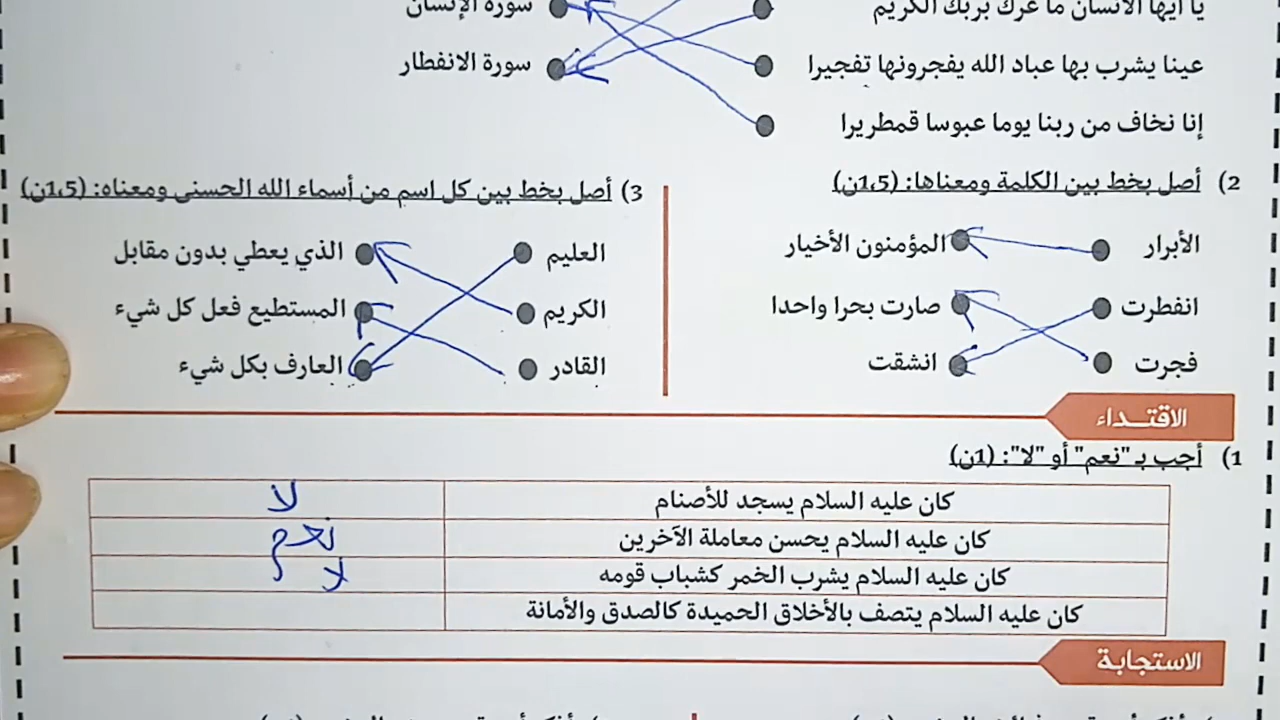 يا أيها الانسان ما غرك بربك الكريم
سورة الإنسان
عينا يشرب بها عباد الله يفجرونها تفجيرا
سورة الانفطار
إنا نخاف من ربنا يوما عبوسا قمطريرا
2) أصل بخط بين الكلمة ومعناها: (1،5ن)
الأبرار
المؤمنون الأخيار
انفطرت
صارت بحرا واحدا
فجرت
انشقت
3) أصل بخط بين كل اسم من أسماء الله الحسنى ومعناه: (1،5ن)
العليم
الذي يعطي بدون مقابل
الكريم
المستطيع فعل كل شيء
القادر
العارف بكل شيء
الاقتـداء
1) أجب بـ "نعم" أو "لا": (1ن)
كان عليه السلام يسجد للأصنام لا
كان عليه السلام يحسن معاملة الآخرين نعم
كان عليه السلام يشرب الخمر كشباب قومه لا
كان عليه السلام يتصف بالأخلاق الحميدة كالصدق والأمانة
الاستجابة